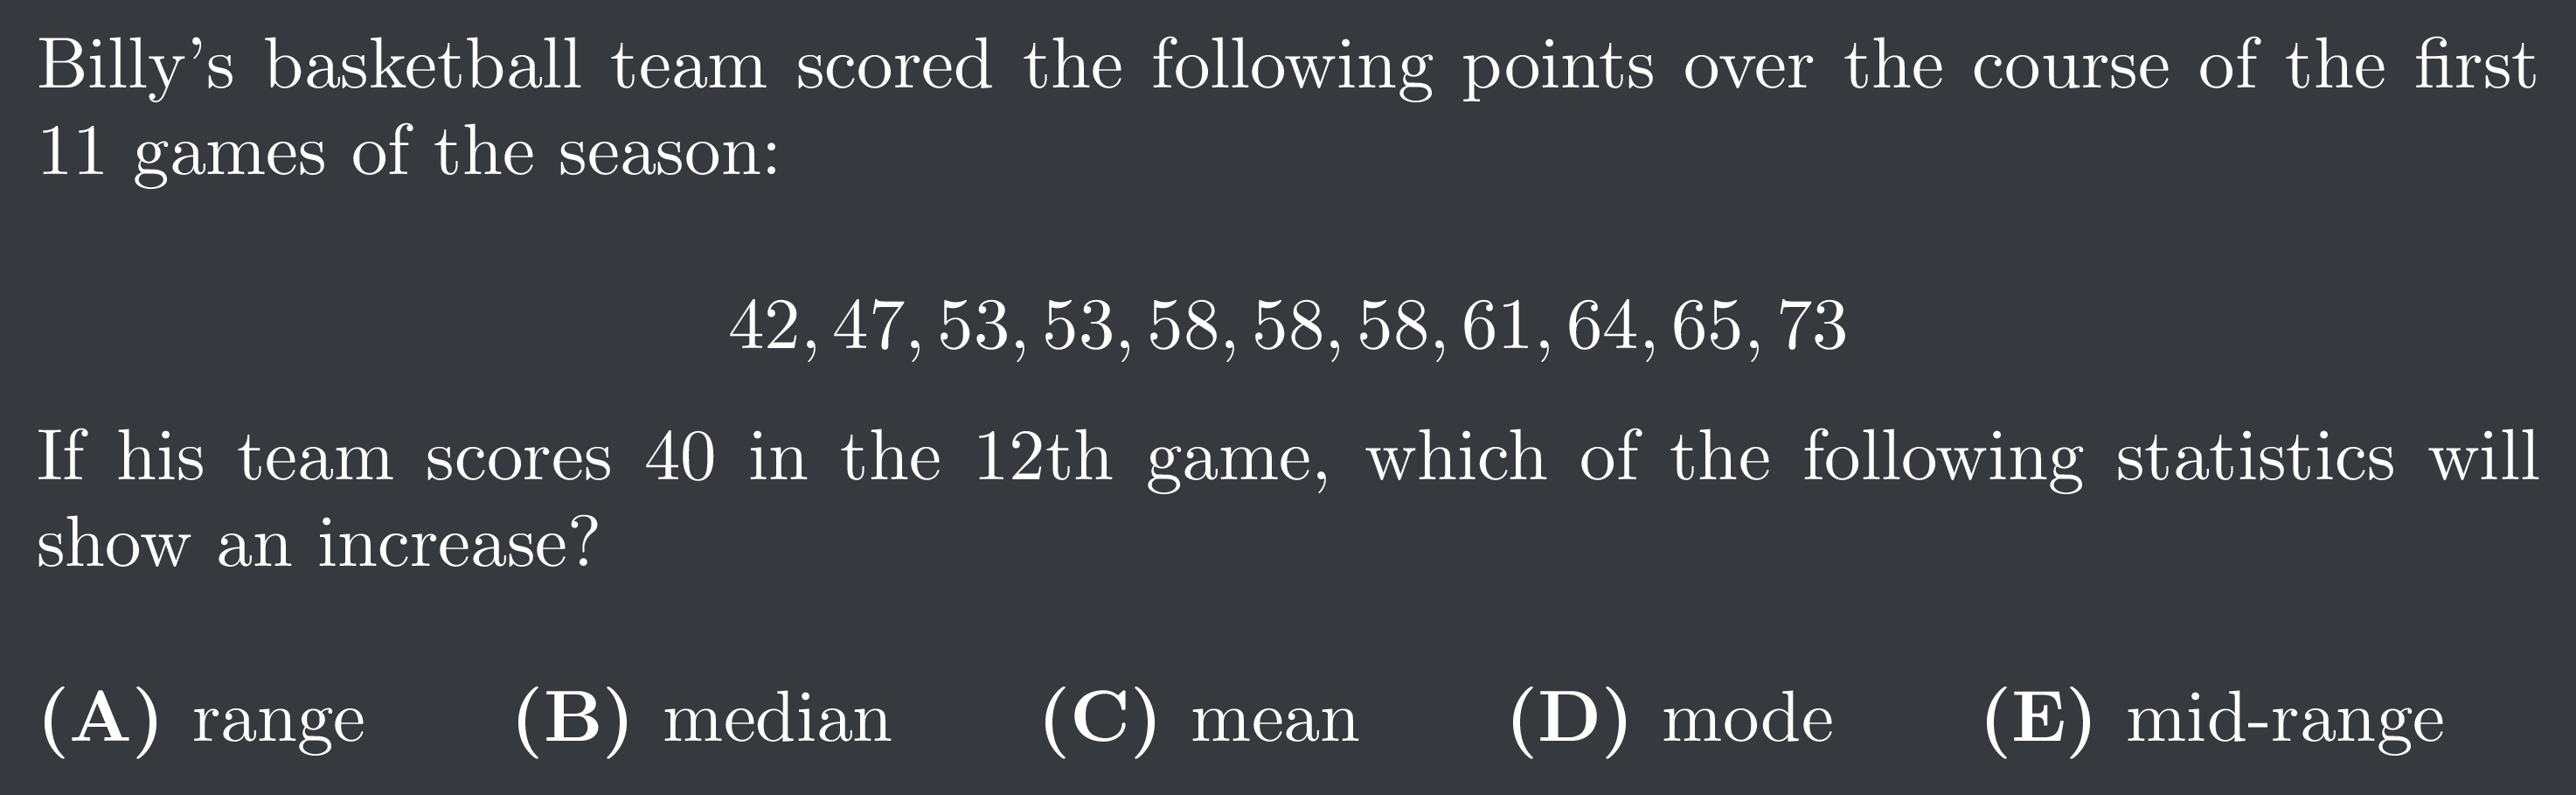 Billy's basketball team scored the following points over the course of the first
11 games of the season:
42, 47, 53, 53, 58, 58, 58, 61, 64, 65, 73
If his team scores 40 in the 12th game, which of the following statistics will
show an increase?
(A) range (B) median (C) mean (D) mode (E) mid-range